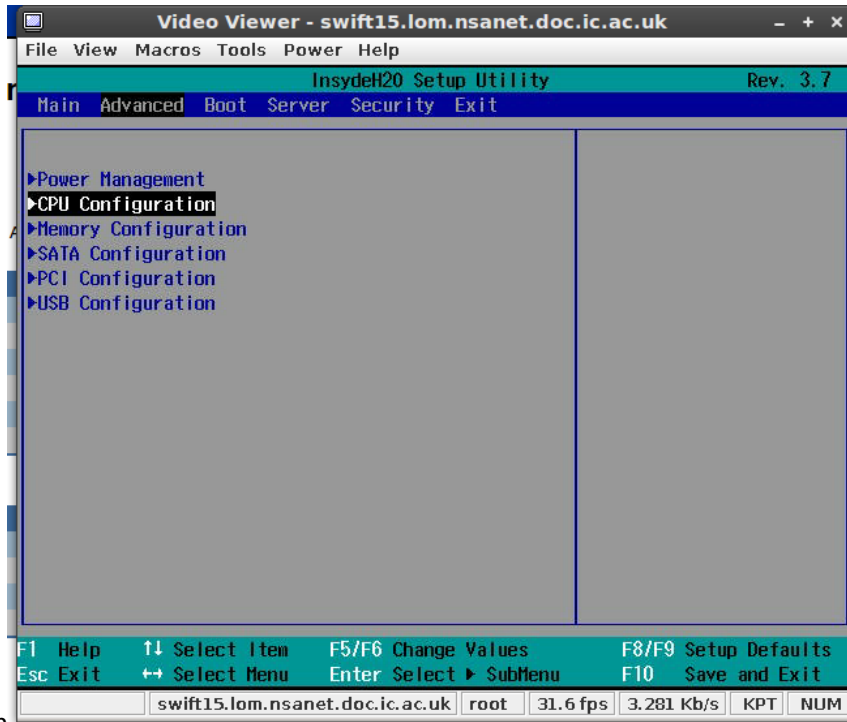 Video Viewer - swift15.lom.nsanet.doc.ic.ac.uk - + ×
File View Macros Tools Power Help
InsydeH20 Setup Utility Rev. 3.7
Main Advanced Boot Server Security Exit
▶Power Management
▶CPU Configuration
▶Memory Configuration
▶SATA Configuration
▶PCI Configuration
▶USB Configuration
F1 Help ↑↓ Select Item F5/F6 Change Values F8/F9 Setup Defaults
Esc Exit ↔ Select Menu Enter Select ▶ SubMenu F10 Save and Exit
swift15.lom.nsanet.doc.ic.ac.uk root 31.6 fps 3.281 Kb/s KPT NUM